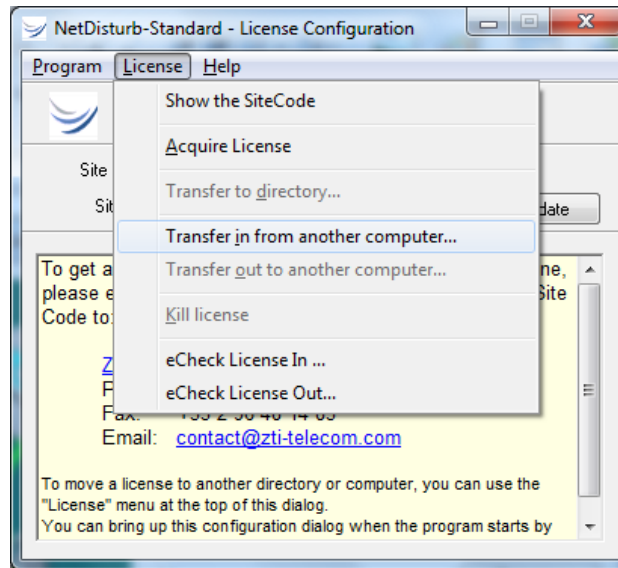 NetDisturb-Standard - License Configuration
Program License Help
Show the SiteCode
Acquire License
Site
Transfer to directory...
Sit
date
Transfer in from another computer...
To get a
ne,
Transfer out to another computer...
please e
Site
Code to:
Kill license
Z
eCheck License In ...
P
eCheck License Out...
Email: contact@zti-telecom.com
To move a license to another directory or computer, you can use the
"License" menu at the top of this dialog.
You can bring up this configuration dialog when the program starts by